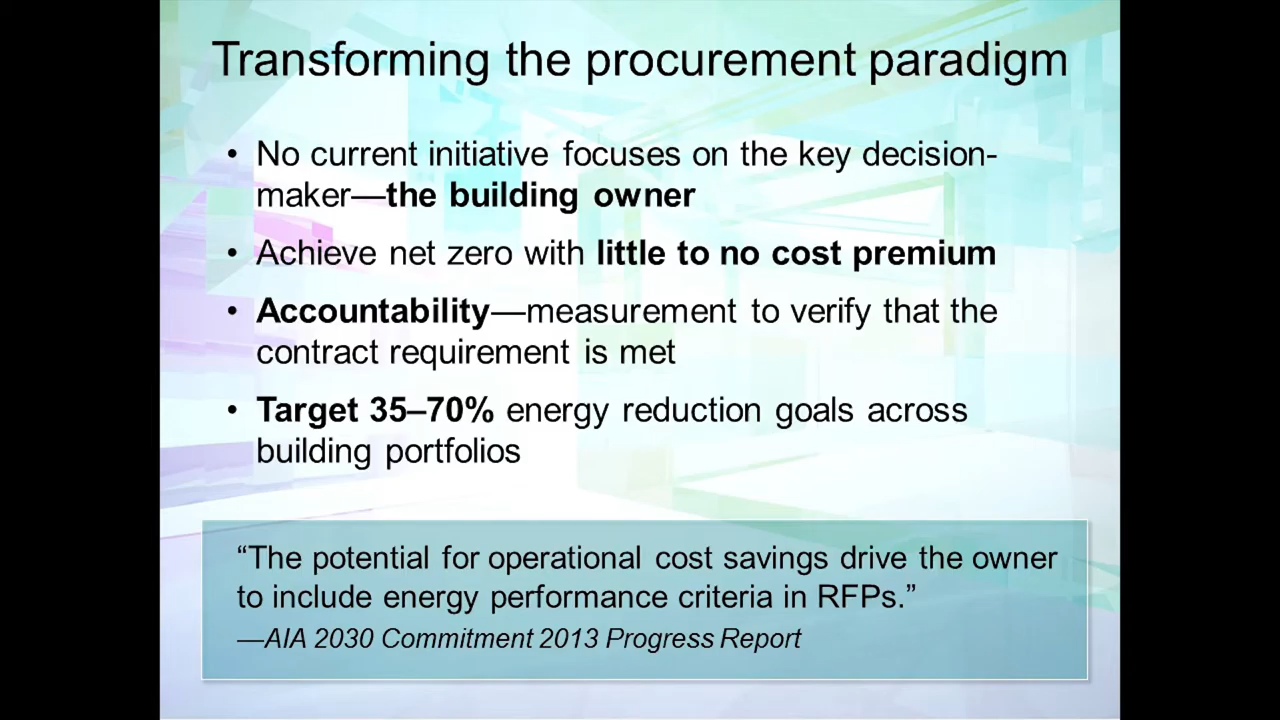 Transforming the procurement paradigm
• No current initiative focuses on the key decision-
maker—the building owner
• Achieve net zero with little to no cost premium
• Accountability—measurement to verify that the
contract requirement is met
• Target 35–70% energy reduction goals across
building portfolios
“The potential for operational cost savings drive the owner
to include energy performance criteria in RFPs.”
—AIA 2030 Commitment 2013 Progress Report